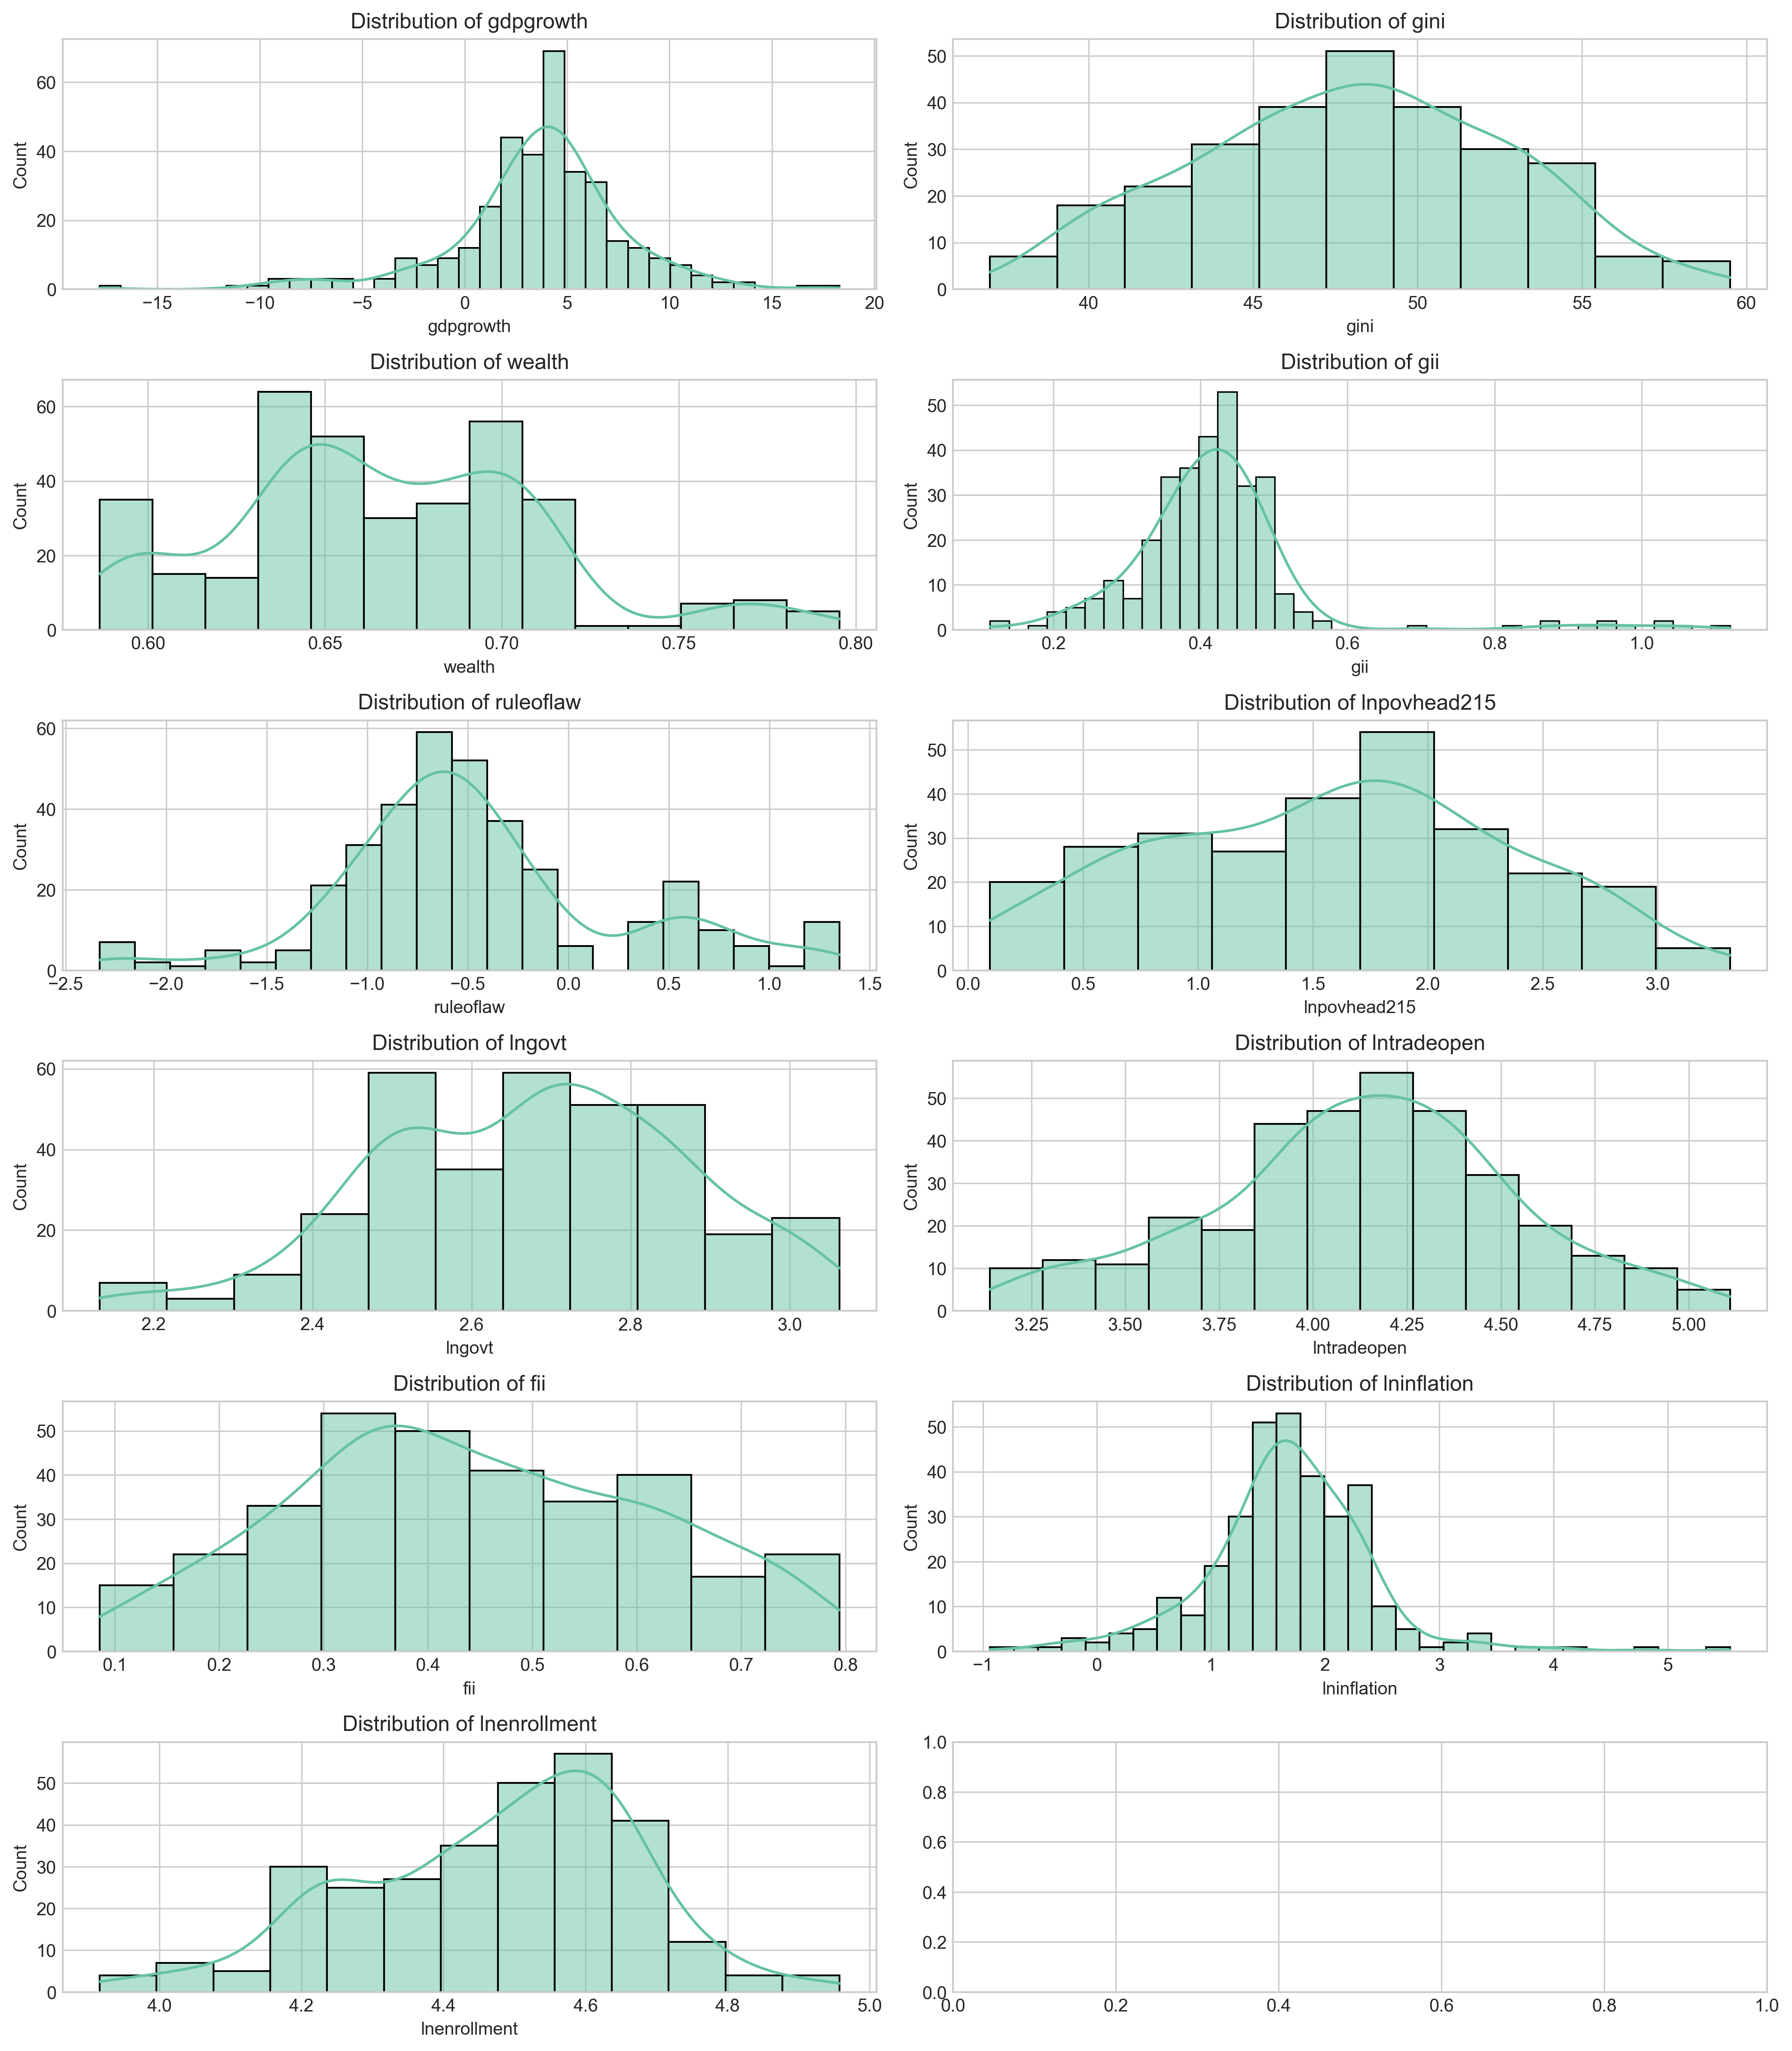 Distribution of gdpgrowth
Count
0 20 40 60
−15 −10 −5 0 5 10 15 20
gdpgrowth
Distribution of gini
Count
0 10 20 30 40 50
40 45 50 55 60
gini
Distribution of wealth
Count
0 20 40 60
0.60 0.65 0.70 0.75 0.80
wealth
Distribution of gii
Count
0 10 20 30 40 50
0.2 0.4 0.6 0.8 1.0
gii
Distribution of ruleoflaw
Count
0 20 40 60
−2.5 −2.0 −1.5 −1.0 −0.5 0.0 0.5 1.0 1.5
ruleoflaw
Distribution of lnpovhead215
Count
0 10 20 30 40 50
0.0 0.5 1.0 1.5 2.0 2.5 3.0
lnpovhead215
Distribution of lngovt
Count
0 20 40 60
2.2 2.4 2.6 2.8 3.0
lngovt
Distribution of lntradeopen
Count
0 10 20 30 40 50
3.25 3.50 3.75 4.00 4.25 4.50 4.75 5.00
lntradeopen
Distribution of fii
Count
0 10 20 30 40 50
0.1 0.2 0.3 0.4 0.5 0.6 0.7 0.8
fii
Distribution of lninflation
Count
0 10 20 30 40 50
−1 0 1 2 3 4 5
lninflation
Distribution of lnenrollment
Count
0 10 20 30 40 50
4.0 4.2 4.4 4.6 4.8 5.0
lnenrollment
0.0 0.2 0.4 0.6 0.8 1.0
0.0 0.2 0.4 0.6 0.8 1.0